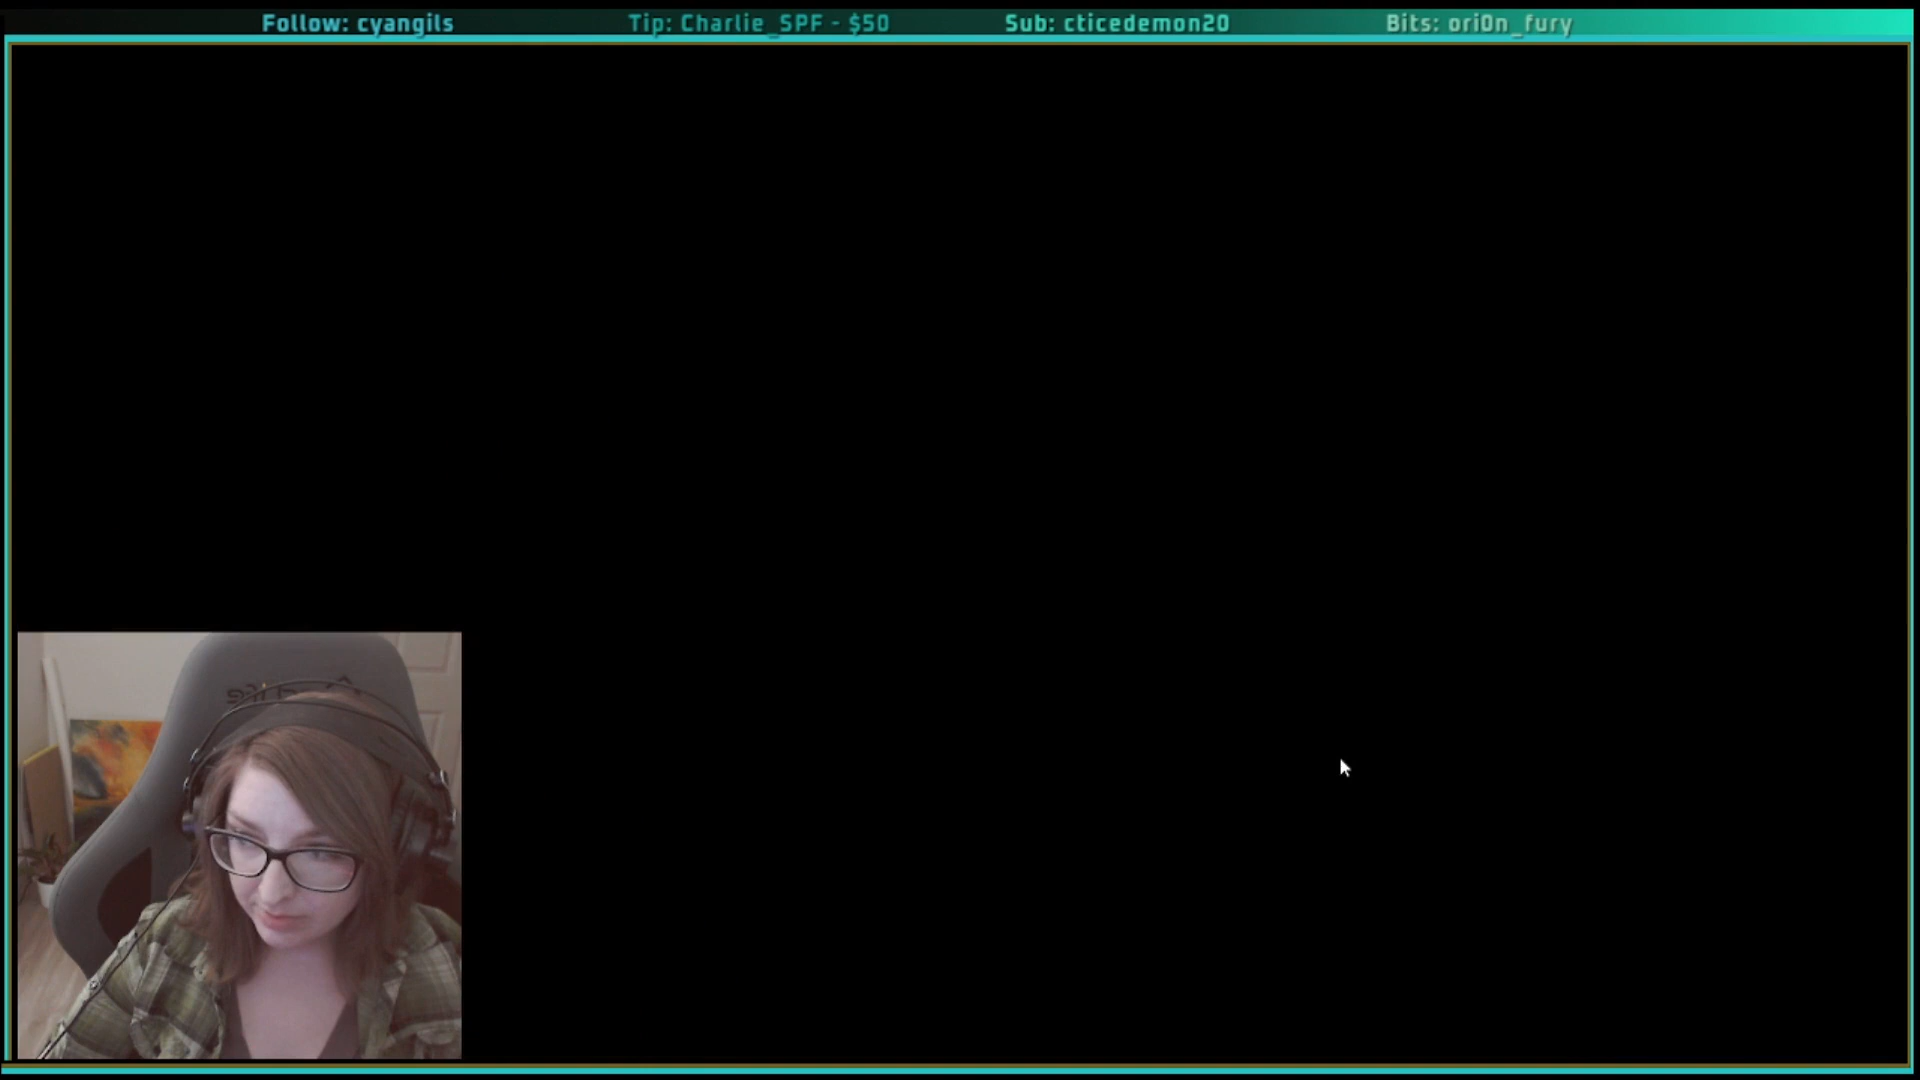 Follow: cyangils
Tip: Charlie_SPF - $50
Sub: cticedemon20
Bits: ori0n_fury